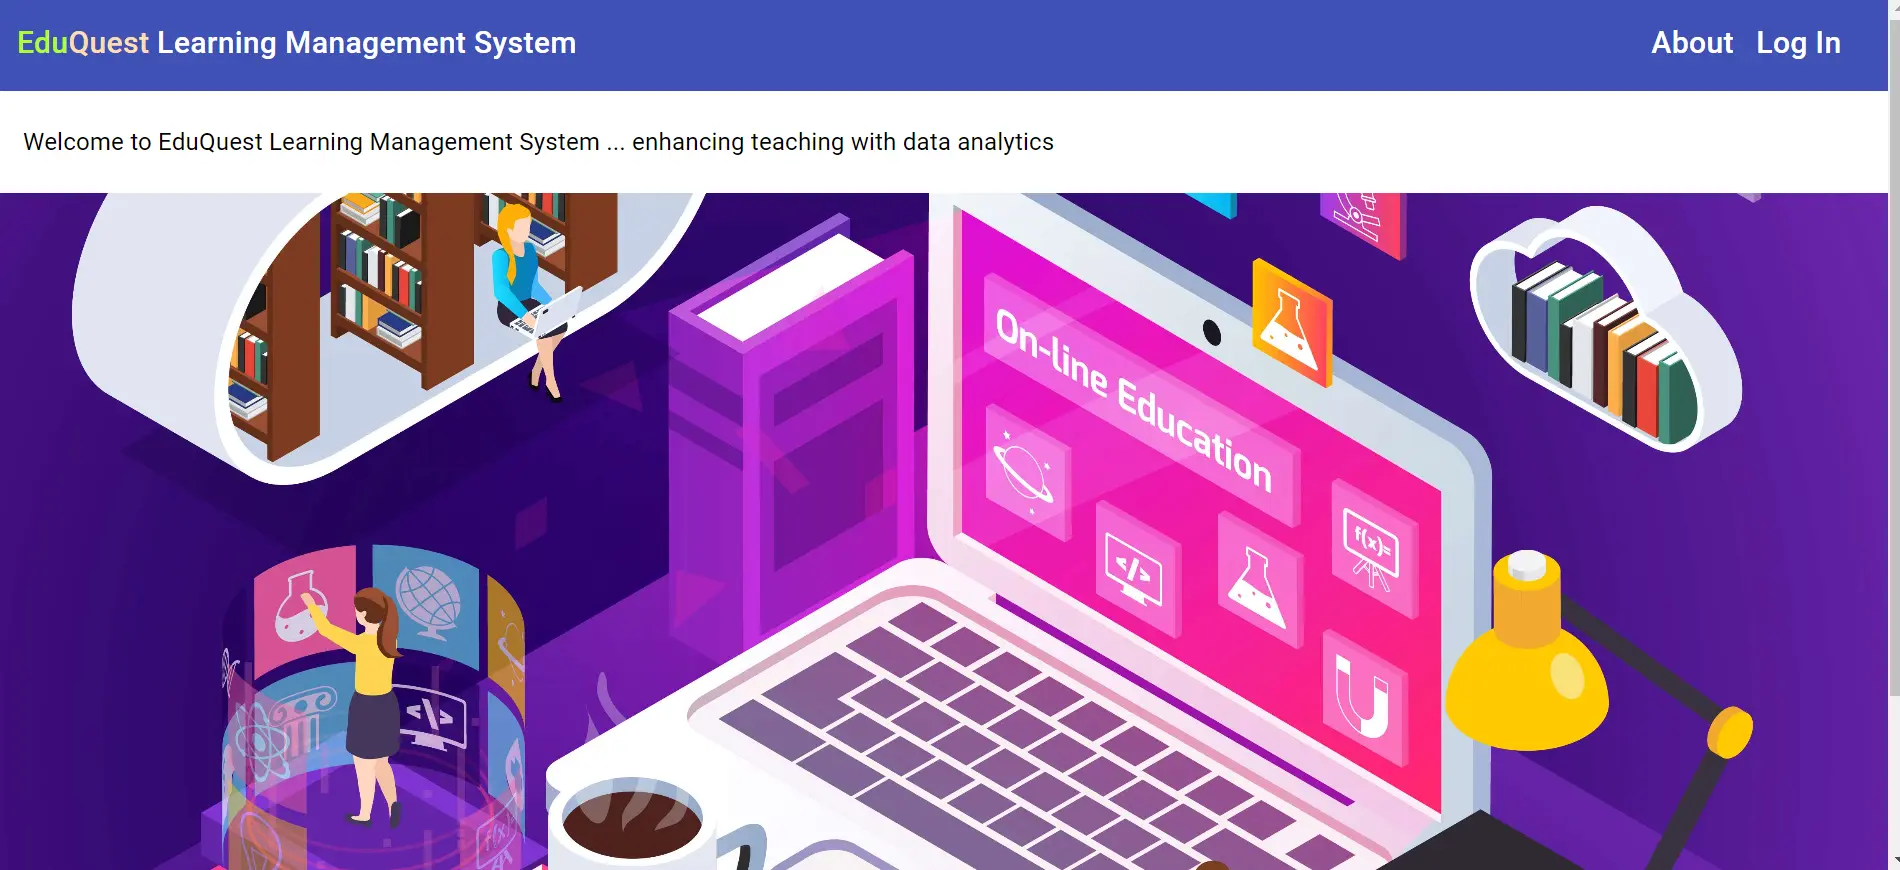 EduQuest Learning Management System
About Log In
Welcome to EduQuest Learning Management System ... enhancing teaching with data analytics
On-line Education
f(x)=
</>
</>
f(x)